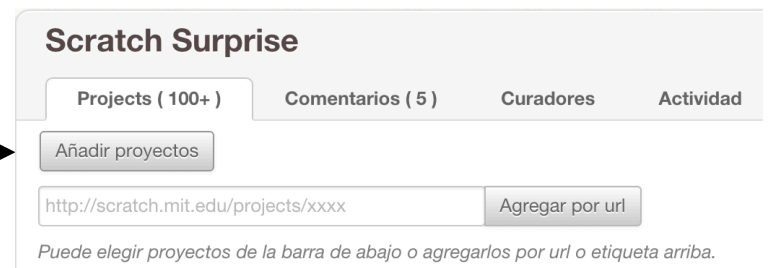 Scratch Surprise
Projects ( 100+ ) Comentarios ( 5 ) Curadores Actividad
Añadir proyectos
http://scratch.mit.edu/projects/xxxx Agregar por url
Puede elegir proyectos de la barra de abajo o agregarlos por url o etiqueta arriba.